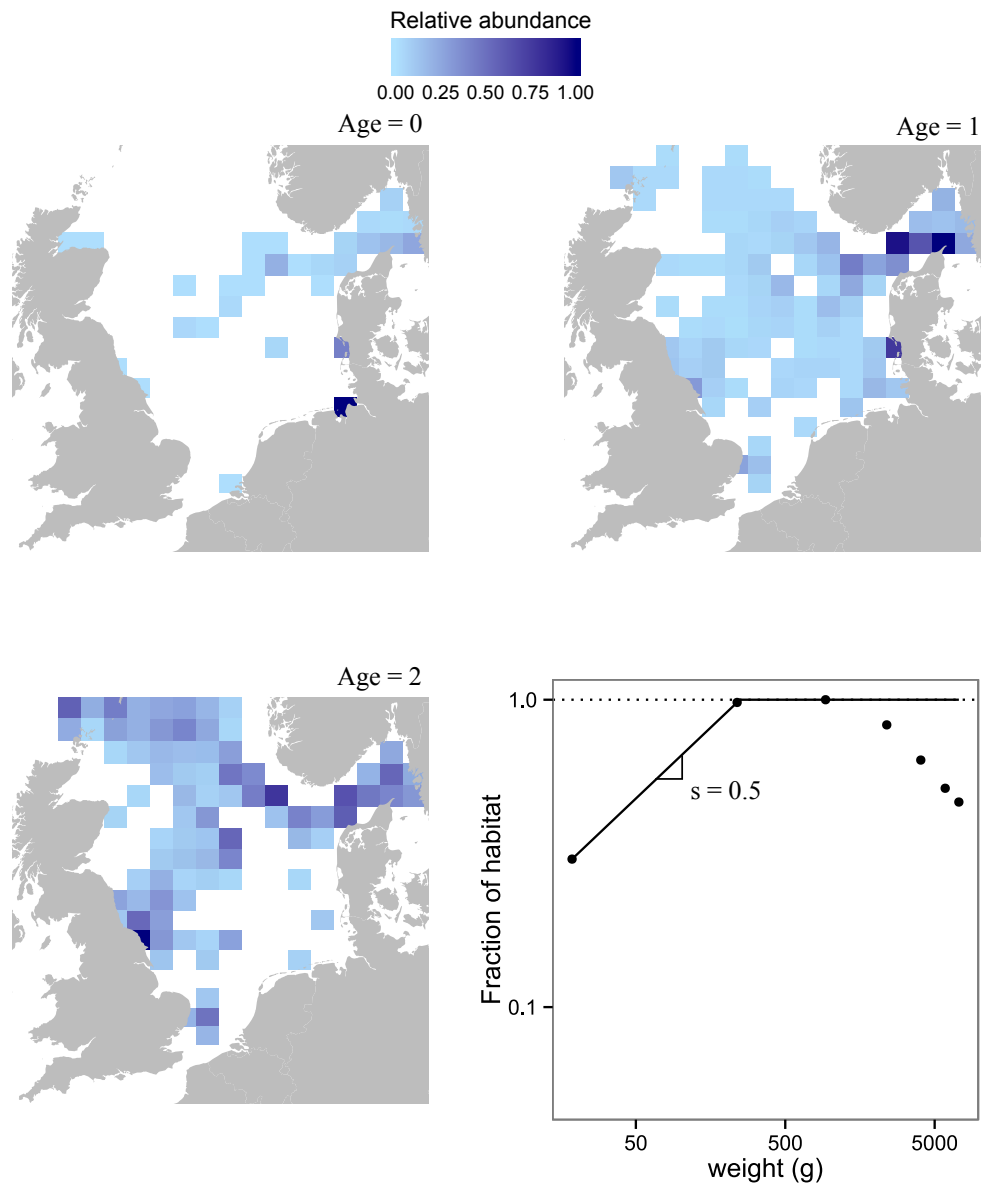 Relative abundance
0.00 0.25 0.50 0.75 1.00
Age = 0
Age = 1
Age = 2
1.0
s = 0.5
Fraction of habitat
0.1
50 500 5000
weight (g)